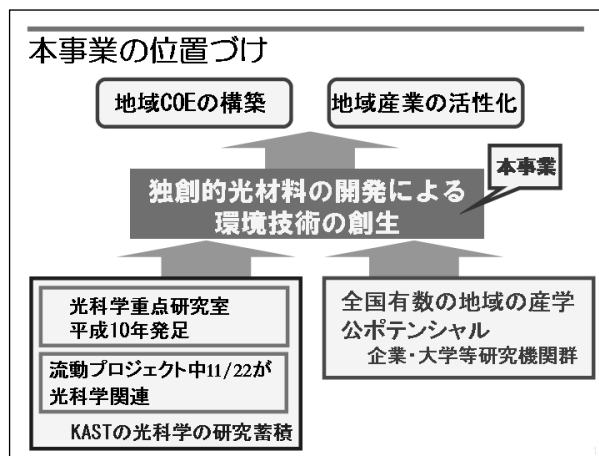 本事業の位置づけ
地域COEの構築
地域産業の活性化
本事業
独創的光材料の開発による
環境技術の創生
光科学重点研究室
平成10年発足
流動プロジェクト中11/22が
光科学関連
KASTの光科学の研究蓄積
全国有数の地域の産学
公ポテンシャル
企業・大学等研究機関群